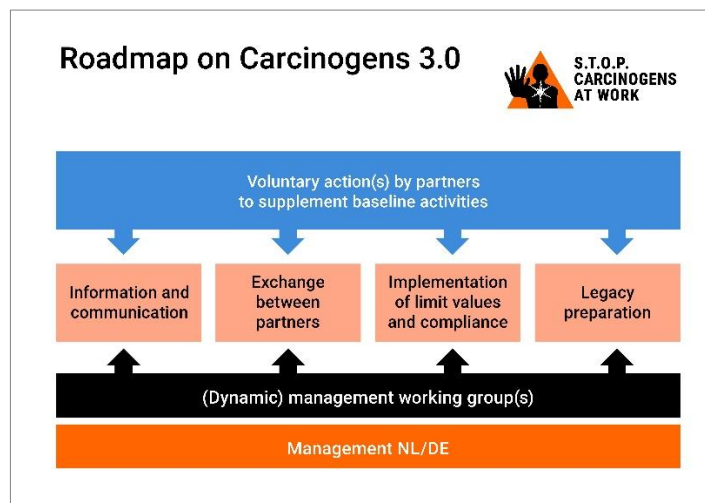 Roadmap on Carcinogens 3.0
S.T.O.P.
CARCINOGENS
AT WORK
Voluntary action(s) by partners
to supplement baseline activities
Information and
communication
Exchange
between
partners
Implementation
of limit values
and compliance
Legacy
preparation
(Dynamic) management working group(s)
Management NL/DE